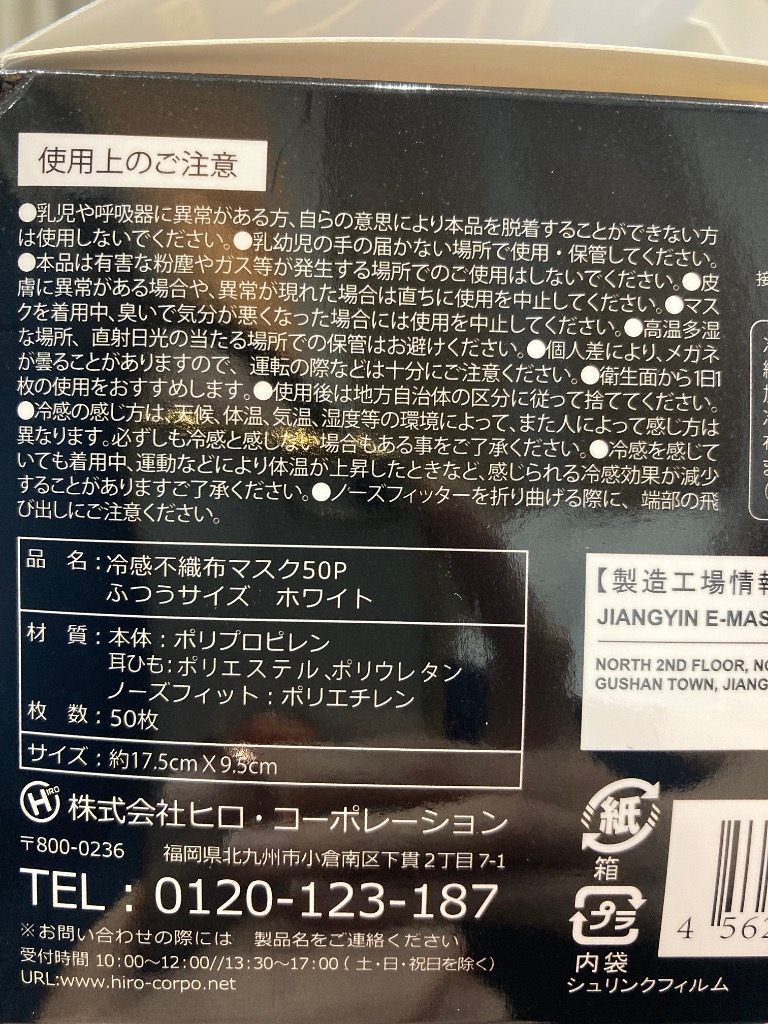 使用上のご注意
●乳児や呼吸器に異常がある方、自らの意思により本品を脱着することができない方
は使用しないでください。●乳幼児の手の届かない場所で使用・保管してください。
●本品は有害な粉塵やガス等が発生する場所でのご使用はしないでください。●皮
膚に異常がある場合や、異常が現れた場合は直ちに使用を中止してください。●マス
クを着用中、臭いで気分が悪くなった場合には使用を中止してください。●高温多湿
な場所、直射日光の当たる場所での保管はお避けください。●個人差により、メガネ
が曇ることがありますので、運転の際などは十分にご注意ください。●衛生面から1日1
枚の使用をおすすめします。●使用後は地方自治体の区分に従って捨ててください。
●冷感の感じ方は、天候、体温、気温、湿度等の環境によって、また人によって感じ方は
異なります。必ずしも冷感と感じない場合もある事をご了承ください。●冷感を感じて
いても着用中、運動などにより体温が上昇したときなど、感じられる冷感効果が減少
することがありますご了承ください。●ノーズフィッターを折り曲げる際に、端部の飛
び出しにご注意ください。
品 名：冷感不織布マスク50P
ふつうサイズ ホワイト
材 質：本体：ポリプロピレン
耳ひも：ポリエステル、ポリウレタン
ノーズフィット：ポリエチレン
枚 数：50枚
サイズ：約17.5cm X 9.5cm
HIRO 株式会社ヒロ・コーポレーション
〒800-0236 福岡県北九州市小倉南区下貫2丁目7-1
TEL：0120-123-187
※お問い合わせの際には 製品名をご連絡ください
受付時間 10:00〜12:00//13:30〜17:00（土・日・祝日を除く）
URL:www.hiro-corpo.net
【製造工場情報
JIANGYIN E-MAS
NORTH 2ND FLOOR, NO
GUSHAN TOWN, JIANG
紙
箱
プラ
内袋
シュリンクフィルム
4 562